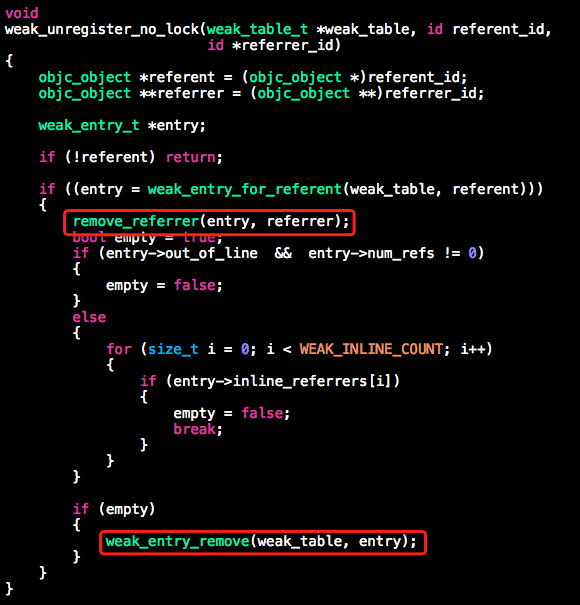 void
weak_unregister_no_lock(weak_table_t *weak_table, id referent_id,
                        id *referrer_id)
{
    objc_object *referent = (objc_object *)referent_id;
    objc_object **referrer = (objc_object **)referrer_id;

    weak_entry_t *entry;

    if (!referent) return;

    if ((entry = weak_entry_for_referent(weak_table, referent)))
    {
        remove_referrer(entry, referrer);
        bool empty = true;
        if (entry->out_of_line  &&  entry->num_refs != 0)
        {
            empty = false;
        }
        else
        {
            for (size_t i = 0; i < WEAK_INLINE_COUNT; i++)
            {
                if (entry->inline_referrers[i])
                {
                    empty = false;
                    break;
                }
            }
        }

        if (empty)
        {
            weak_entry_remove(weak_table, entry);
        }
    }
}